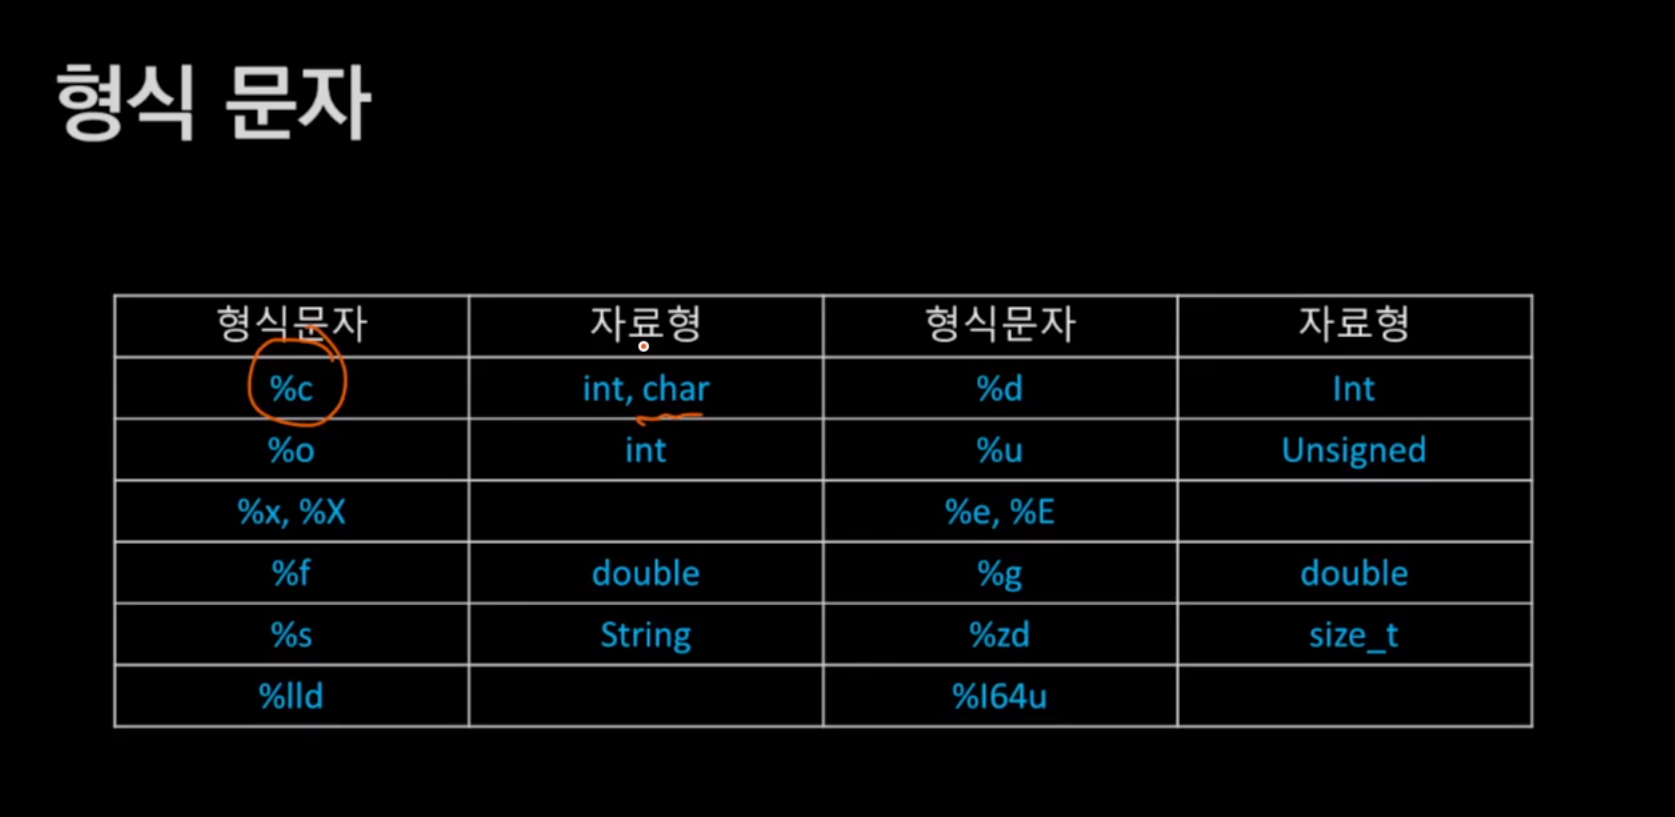 형식 문자
형식문자 자료형 형식문자 자료형
%c int, char %d Int
%o int %u Unsigned
%x, %X %e, %E
%f double %g double
%s String %zd size_t
%lld %I64u